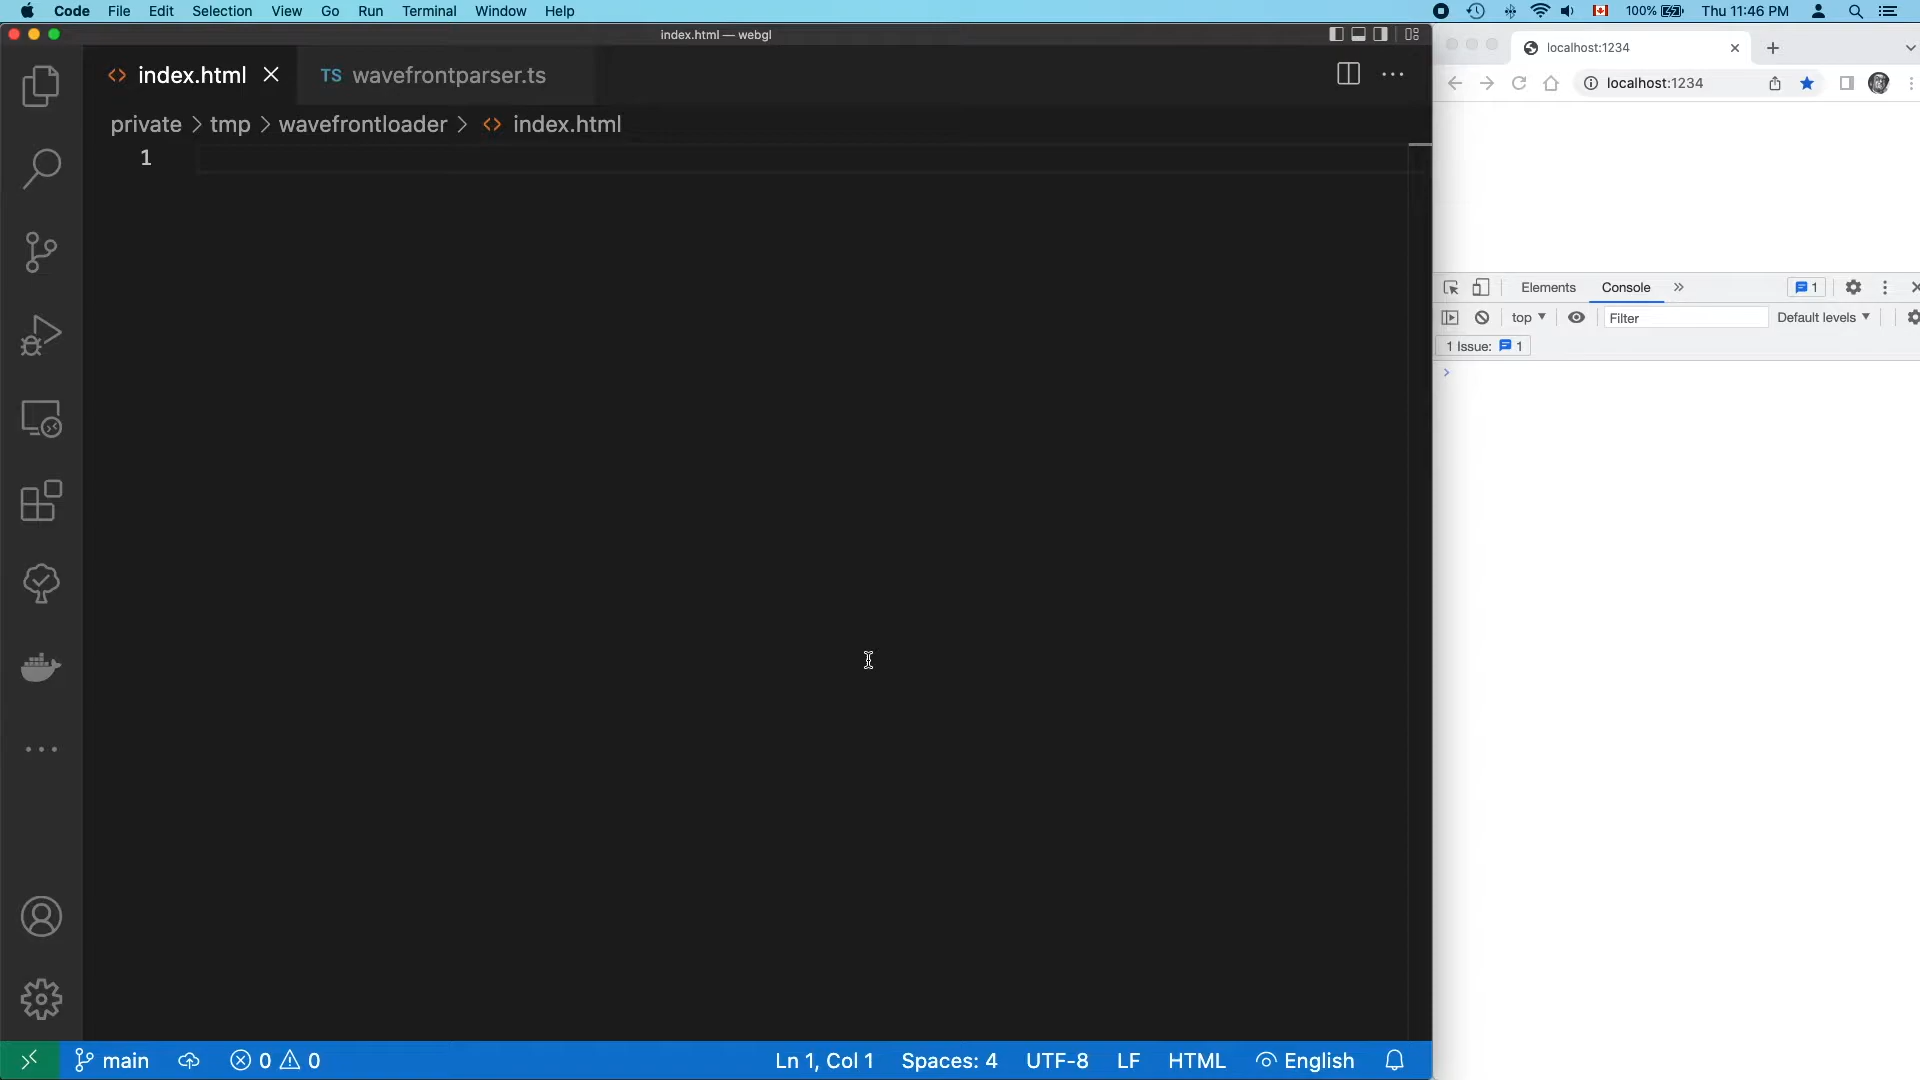 Code File Edit Selection View Go Run Terminal Window Help
100% Thu 11:46 PM
index.html — webgl
index.html
TS wavefrontparser.ts
private > tmp > wavefrontloader > index.html
1
localhost:1234
localhost:1234
Elements Console 1
top Filter Default levels
1 Issue: 1
main 0 0
Ln 1, Col 1 Spaces: 4 UTF-8 LF HTML English